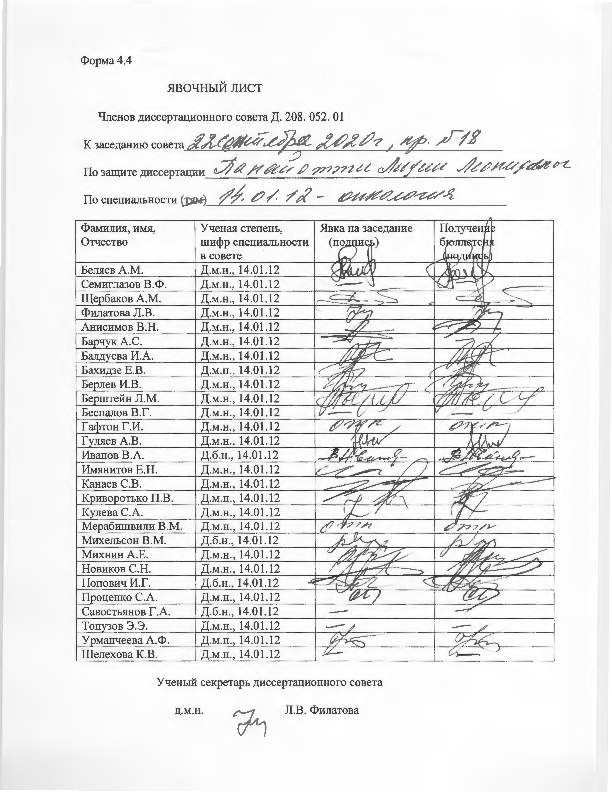 Форма 4.4
ЯВОЧНЫЙ ЛИСТ
Членов диссертационного совета Д. 208. 052. 01
К заседанию совета 22 сентября 2020г, пр. №18
По защите диссертации Панайотти Лидии Леонидовны
По специальности 14.01.12 - онкология
Фамилия, имя, Отчество | Ученая степень, шифр специальности в совете | Явка на заседание (подпись) | Получение бюллетеня (подпись)
Беляев А.М. Д.м.н., 14.01.12
Семиглазов В.Ф. Д.м.н., 14.01.12
Щербаков А.М. Д.м.н., 14.01.12
Филатова Л.В. Д.м.н., 14.01.12
Анисимов В.Н. Д.м.н., 14.01.12
Барчук А.С. Д.м.н., 14.01.12
Балдуева И.А. Д.м.н., 14.01.12
Бахидзе Е.В. Д.м.н., 14.01.12
Берлев И.В. Д.м.н., 14.01.12
Берштейн Л.М. Д.м.н., 14.01.12
Беспалов В.Г. Д.м.н., 14.01.12
Гафтон Г.И. Д.м.н., 14.01.12
Гуляев А.В. Д.м.н., 14.01.12
Иванов В.А. Д.б.н., 14.01.12
Имянитов Е.Н. Д.м.н., 14.01.12
Канаев С.В. Д.м.н., 14.01.12
Криворотько П.В. Д.м.н., 14.01.12
Кулева С.А. Д.м.н., 14.01.12
Мерабишвили В.М. Д.м.н., 14.01.12
Михельсон В.М. Д.б.н., 14.01.12
Михнин А.Е. Д.м.н., 14.01.12
Новиков С.Н. Д.м.н., 14.01.12
Попович И.Г. Д.б.н., 14.01.12
Проценко С.А. Д.м.н., 14.01.12
Савостьянов Г.А. Д.б.н., 14.01.12
Топузов Э.Э. Д.м.н., 14.01.12
Урманчеева А.Ф. Д.м.н., 14.01.12
Шелехова К.В. Д.м.н., 14.01.12
Ученый секретарь диссертационного совета
д.м.н. Л.В. Филатова